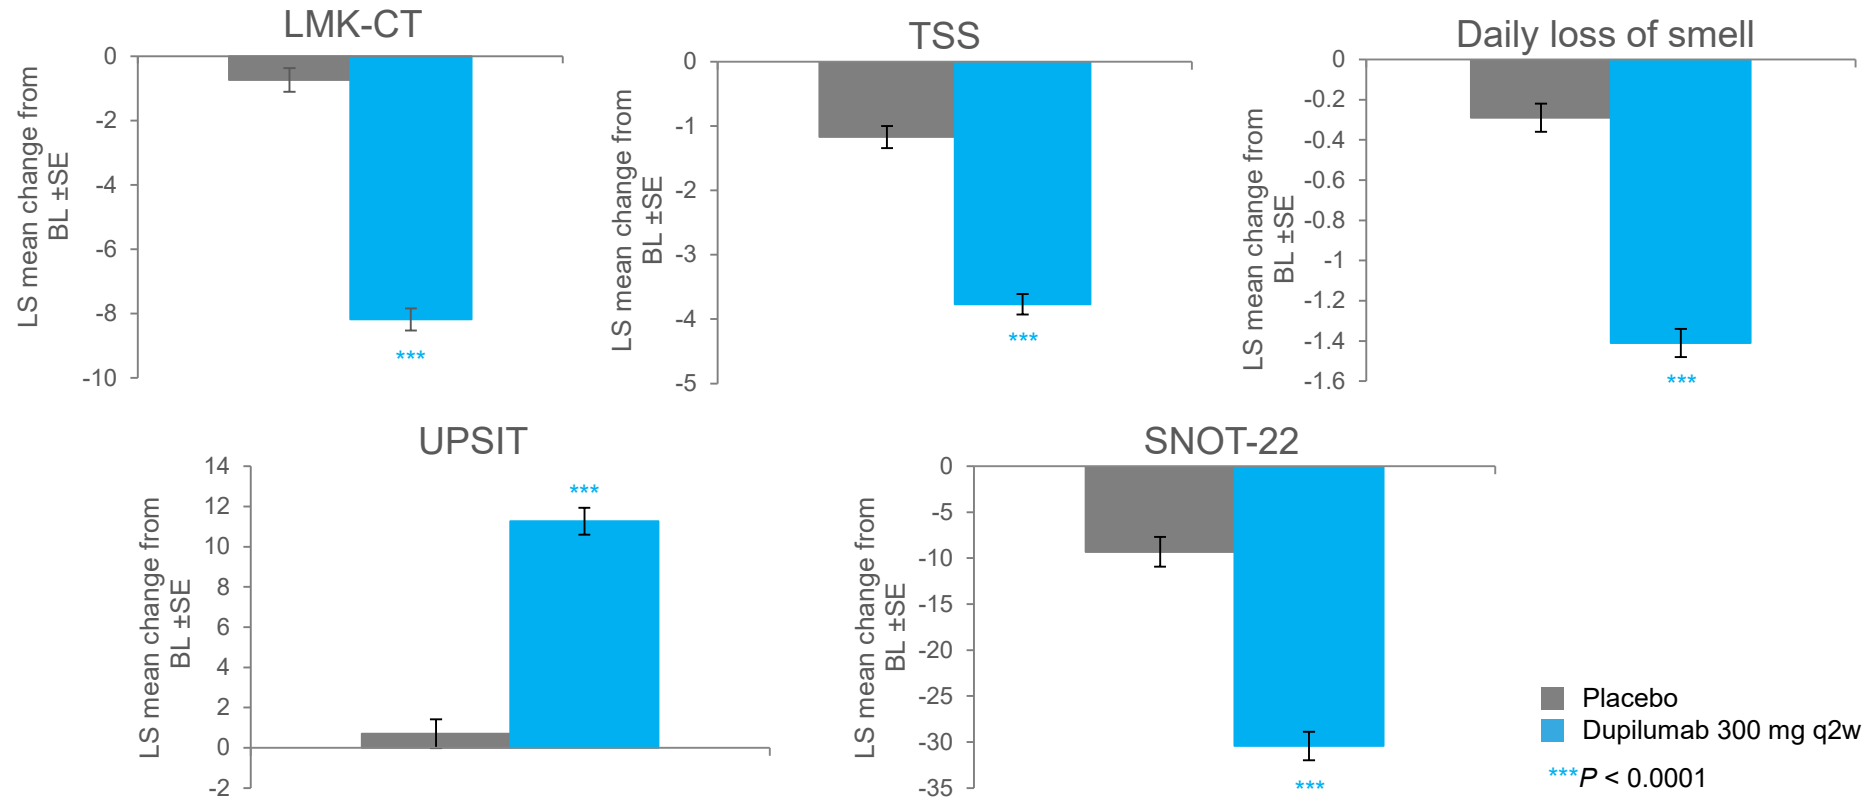 LMK-CT
0
-2
-4
-6
-8
-10
LS mean change from
BL ±SE
***
TSS
0
-1
-2
-3
-4
-5
LS mean change from
BL ±SE
***
Daily loss of smell
0
-0.2
-0.4
-0.6
-0.8
-1
-1.2
-1.4
-1.6
LS mean change from
BL ±SE
***
UPSIT
14
12
10
8
6
4
2
0
-2
LS mean change from
BL ±SE
***
SNOT-22
0
-5
-10
-15
-20
-25
-30
-35
LS mean change from
BL ±SE
***
Placebo
Dupilumab 300 mg q2w
***P < 0.0001